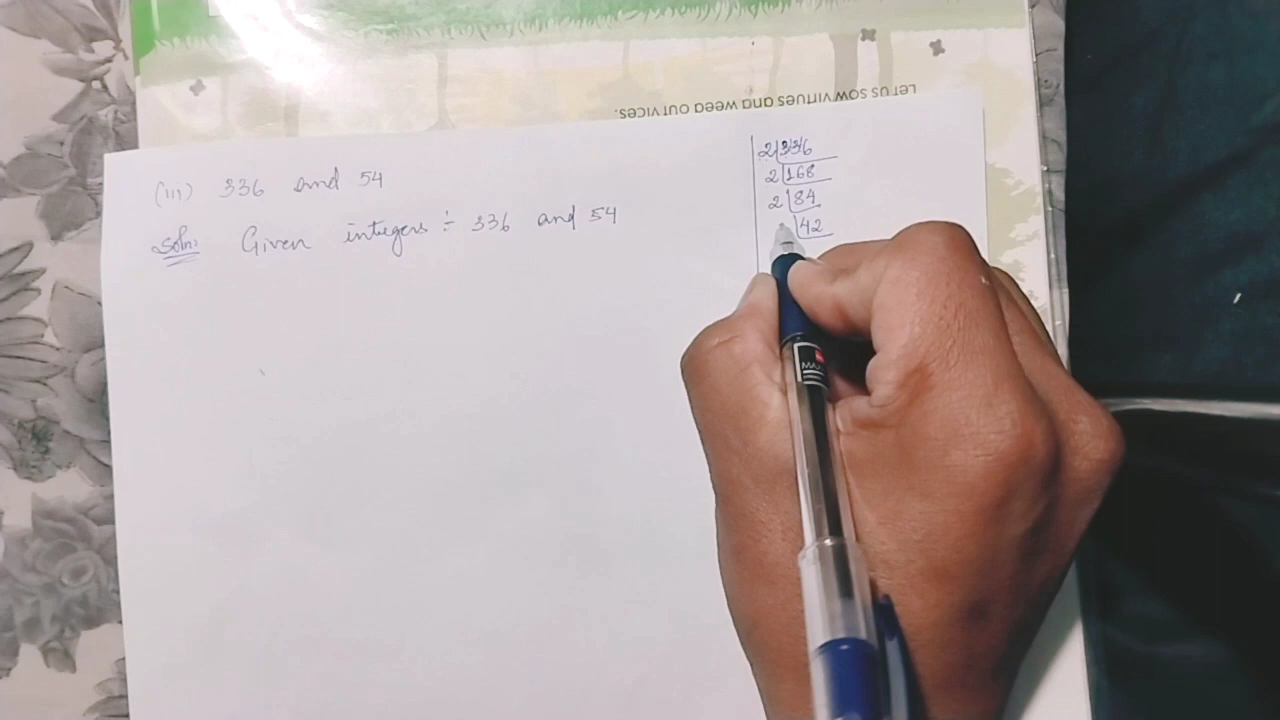 Let us sow virtues and weed out vices.
(iii) 336 and 54
Soln: Given integers ÷ 336 and 54
2|336
2|168
2|84
|42